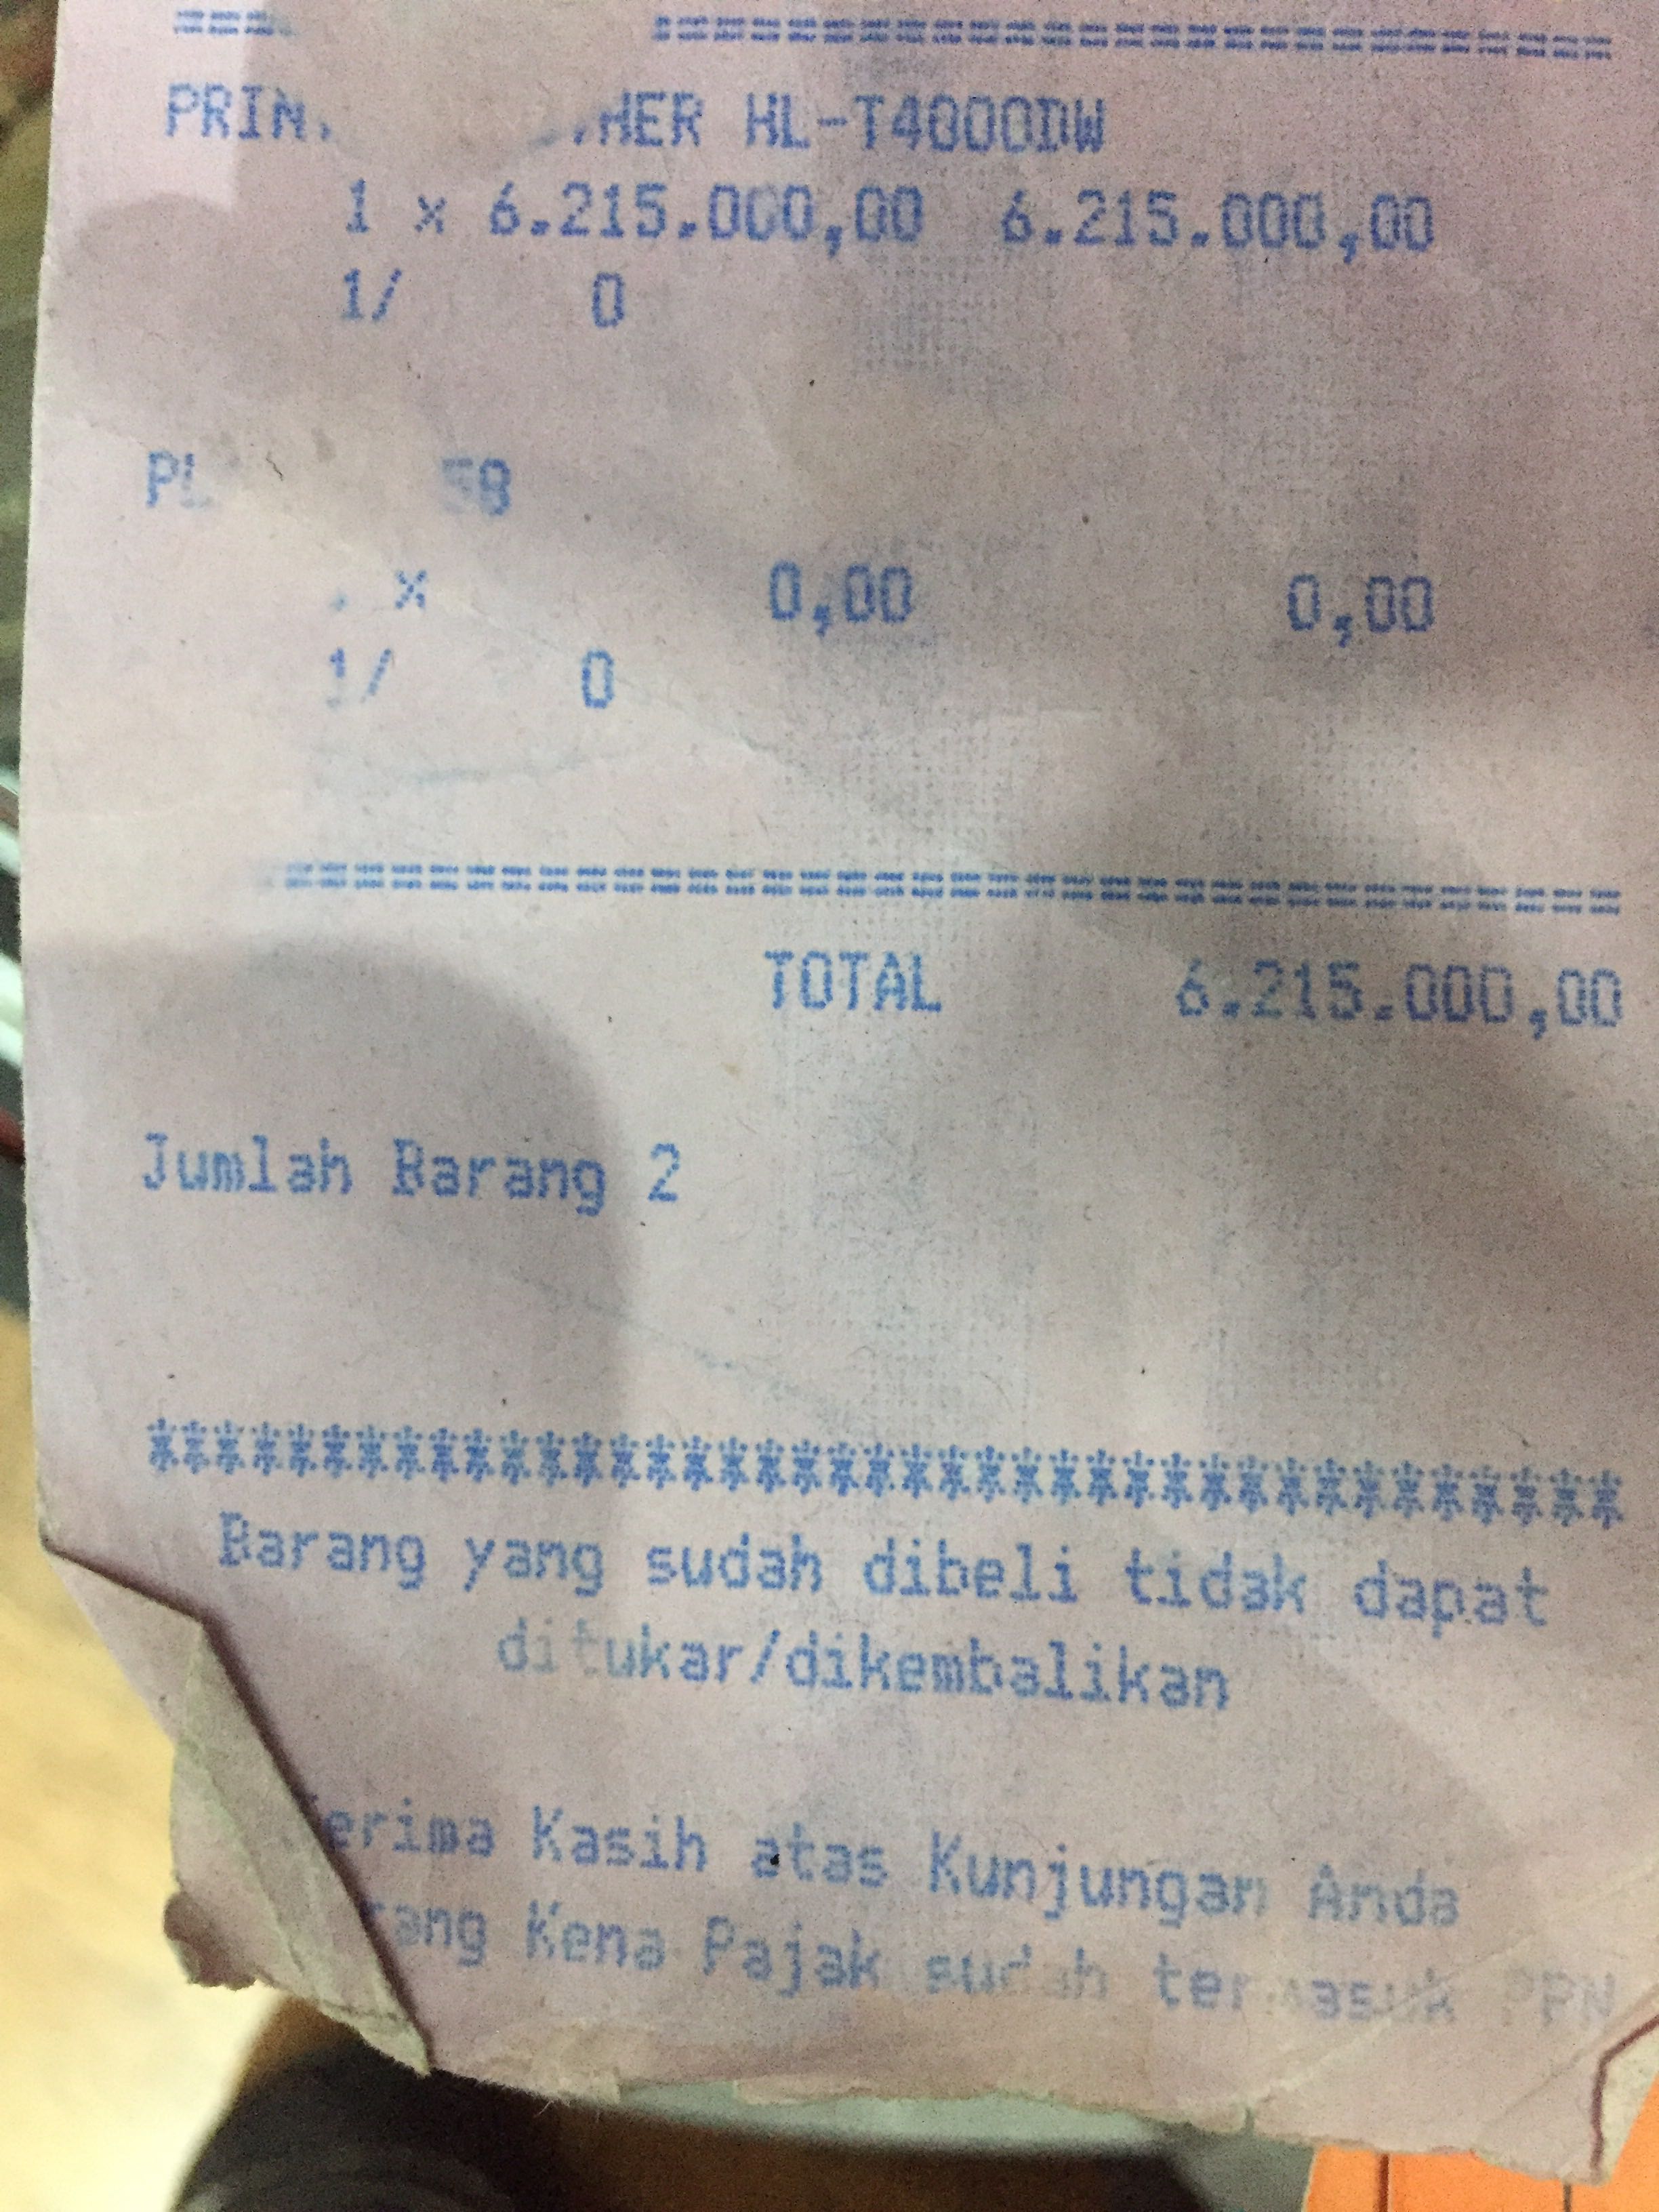 HL-T4000DW
1 x 6.215.000,00 6.215.000,00
1/ 0
x 0,00 0,00
1/ 0
TOTAL 6.215.000,00
Jumlah Barang 2
****************************************
Barang yang sudah dibeli tidak dapat
ditukar/dikembalikan
Terima Kasih atas Kunjungan Anda
Kena Pajak sudah termasuk PPN